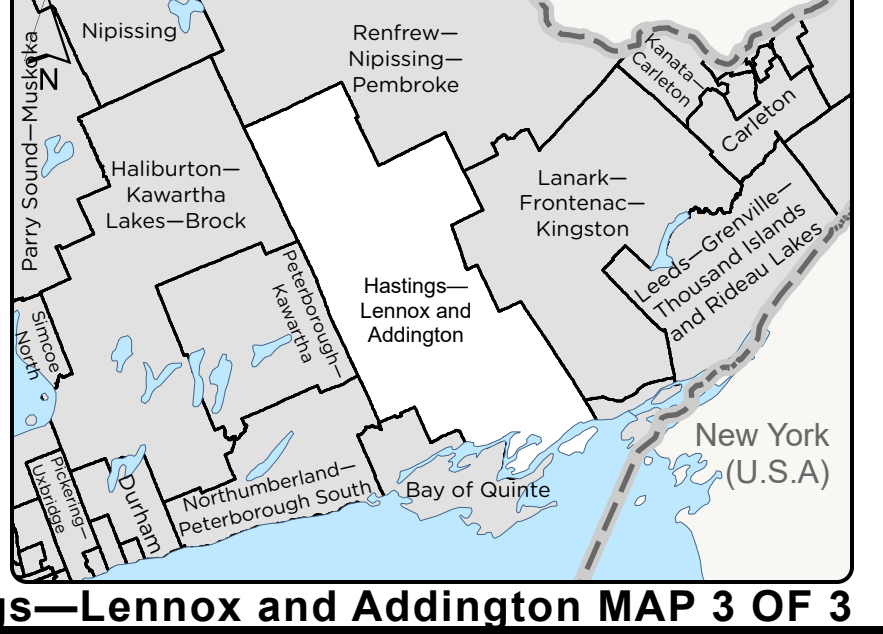 Nipissing
Renfrew—
Nipissing—
Pembroke
Kanata—
Carleton
Carleton
Parry Sound—Muskoka
N
Haliburton—
Kawartha
Lakes—Brock
Lanark—
Frontenac—
Kingston
Leeds—Grenville—
Thousand Islands
and Rideau Lakes
Peterborough—
Kawartha
Hastings—
Lennox and
Addington
Simcoe
North
New York
(U.S.A)
Pickering—
Uxbridge
Durham
Northumberland—
Peterborough South
Bay of Quinte
gs—Lennox and Addington MAP 3 OF 3